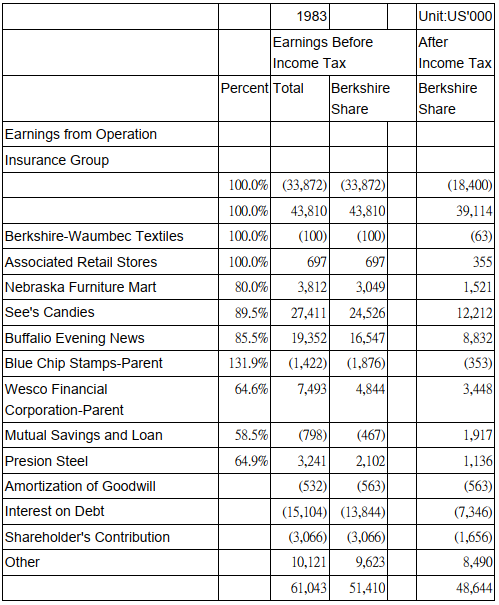 1983 Unit:US'000
Earnings Before After
Income Tax Income Tax
Percent Total Berkshire Berkshire
Share Share
Earnings from Operation
Insurance Group
100.0% (33,872) (33,872) (18,400)
100.0% 43,810 43,810 39,114
Berkshire-Waumbec Textiles 100.0% (100) (100) (63)
Associated Retail Stores 100.0% 697 697 355
Nebraska Furniture Mart 80.0% 3,812 3,049 1,521
See's Candies 89.5% 27,411 24,526 12,212
Buffalio Evening News 85.5% 19,352 16,547 8,832
Blue Chip Stamps-Parent 131.9% (1,422) (1,876) (353)
Wesco Financial 64.6% 7,493 4,844 3,448
Corporation-Parent
Mutual Savings and Loan 58.5% (798) (467) 1,917
Presion Steel 64.9% 3,241 2,102 1,136
Amortization of Goodwill (532) (563) (563)
Interest on Debt (15,104) (13,844) (7,346)
Shareholder's Contribution (3,066) (3,066) (1,656)
Other 10,121 9,623 8,490
61,043 51,410 48,644